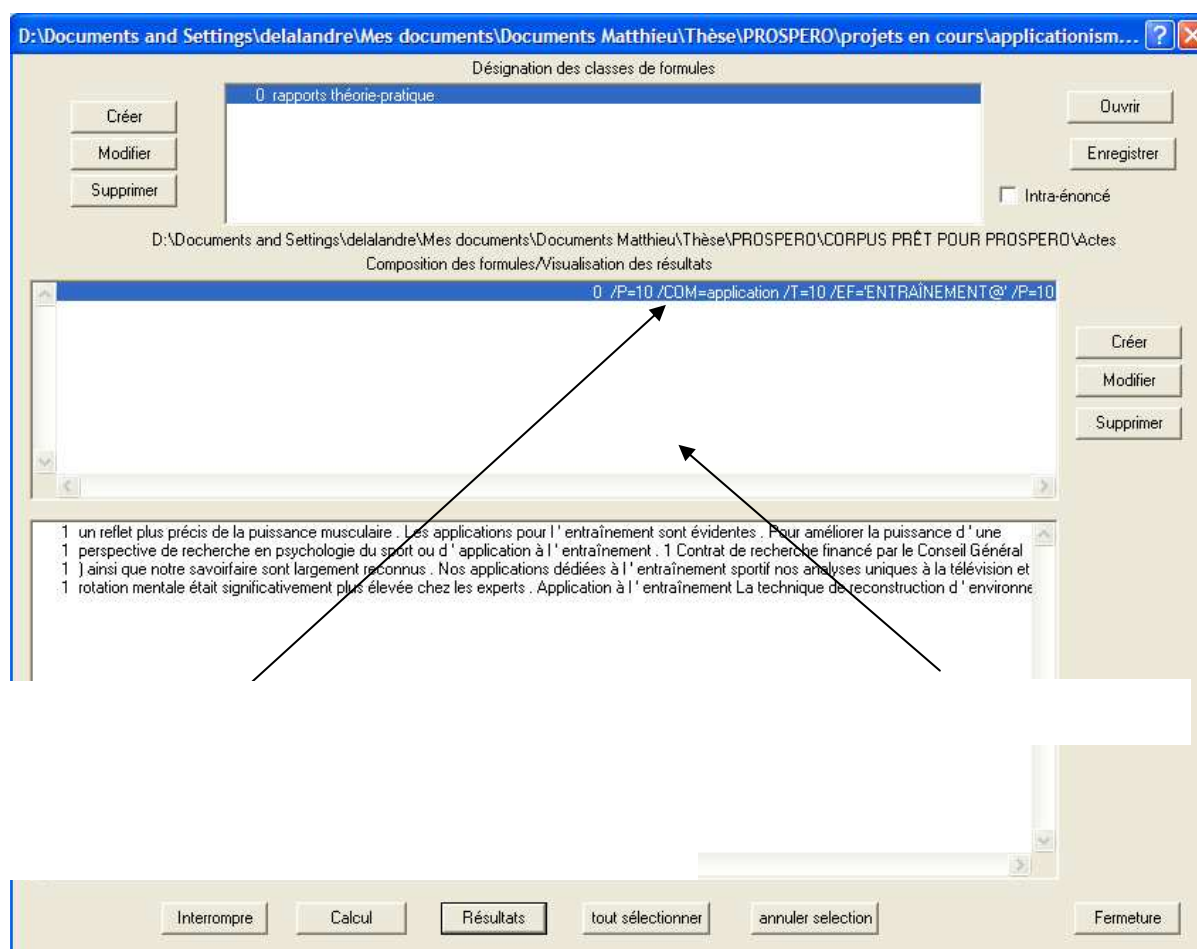 D:\Documents and Settings\delalandre\Mes documents\Documents Matthieu\Thèse\PROSPERO\projets en cours\applicationism...
Désignation des classes de formules
0 rapports théorie-pratique
Créer
Modifier
Supprimer
Ouvrir
Enregistrer
Intra-énoncé
D:\Documents and Settings\delalandre\Mes documents\Documents Matthieu\Thèse\PROSPERO\CORPUS PRÊT POUR PROSPERO\Actes
Composition des formules/Visualisation des résultats
0 /P=10 /COM=application /T=10 /EF='ENTRAÎNEMENT@' /P=10
Créer
Modifier
Supprimer
1 un reflet plus précis de la puissance musculaire . Les applications pour l ' entraînement sont évidentes . Pour améliorer la puissance d ' une
1 perspective de recherche en psychologie du sport ou d ' application à l ' entraînement . 1 Contrat de recherche financé par le Conseil Général
1 ) ainsi que notre savoirfaire sont largement reconnus . Nos applications dédiées à l ' entraînement sportif nos analyses uniques à la télévision et
1 rotation mentale était significativement plus élevée chez les experts . Application à l ' entraînement La technique de reconstruction d ' environne
Interrompre
Calcul
Résultats
tout sélectionner
annuler selection
Fermeture